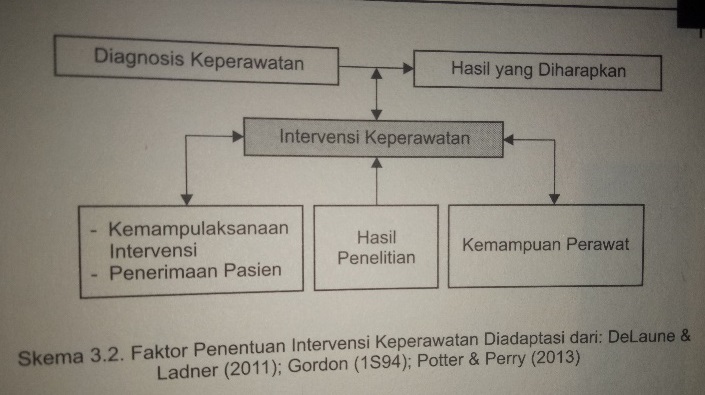 Diagnosis Keperawatan
Hasil yang Diharapkan
Intervensi Keperawatan
- Kemampulaksanaan
Intervensi
- Penerimaan Pasien
Hasil
Penelitian
Kemampuan Perawat
Skema 3.2. Faktor Penentuan Intervensi Keperawatan Diadaptasi dari: DeLaune &
Ladner (2011); Gordon (1S94); Potter & Perry (2013)